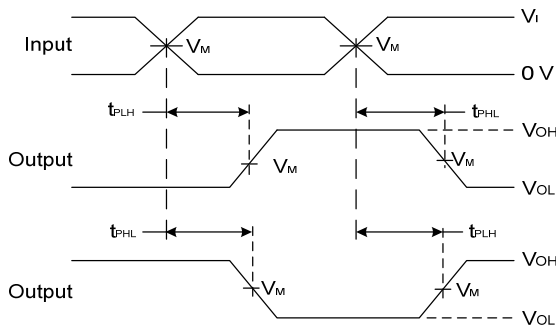 VI
Input
VM
VM
0 V
tPLH
tPHL
VOH
Output
VM
VM
VOL
tPHL
tPLH
VOH
Output
VM
VM
VOL